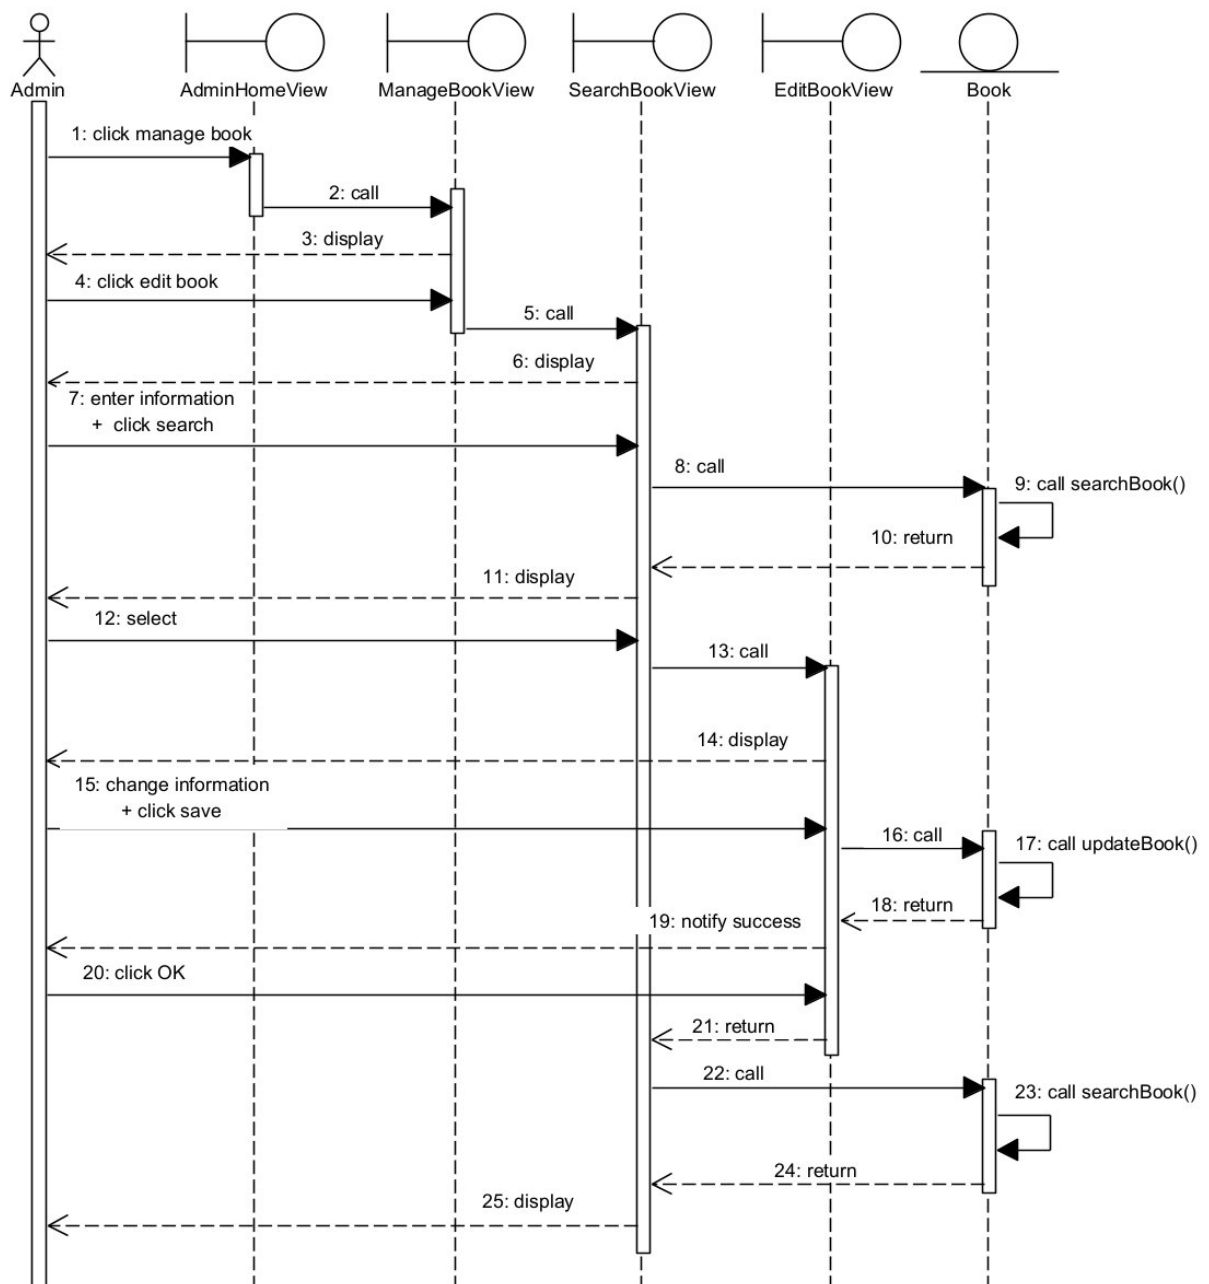 Admin
AdminHomeView
ManageBookView
SearchBookView
EditBookView
Book
1: click manage book
2: call
3: display
4: click edit book
5: call
6: display
7: enter information
+ click search
8: call
9: call searchBook()
10: return
11: display
12: select
13: call
14: display
15: change information
+ click save
16: call
17: call updateBook()
18: return
19: notify success
20: click OK
21: return
22: call
23: call searchBook()
24: return
25: display